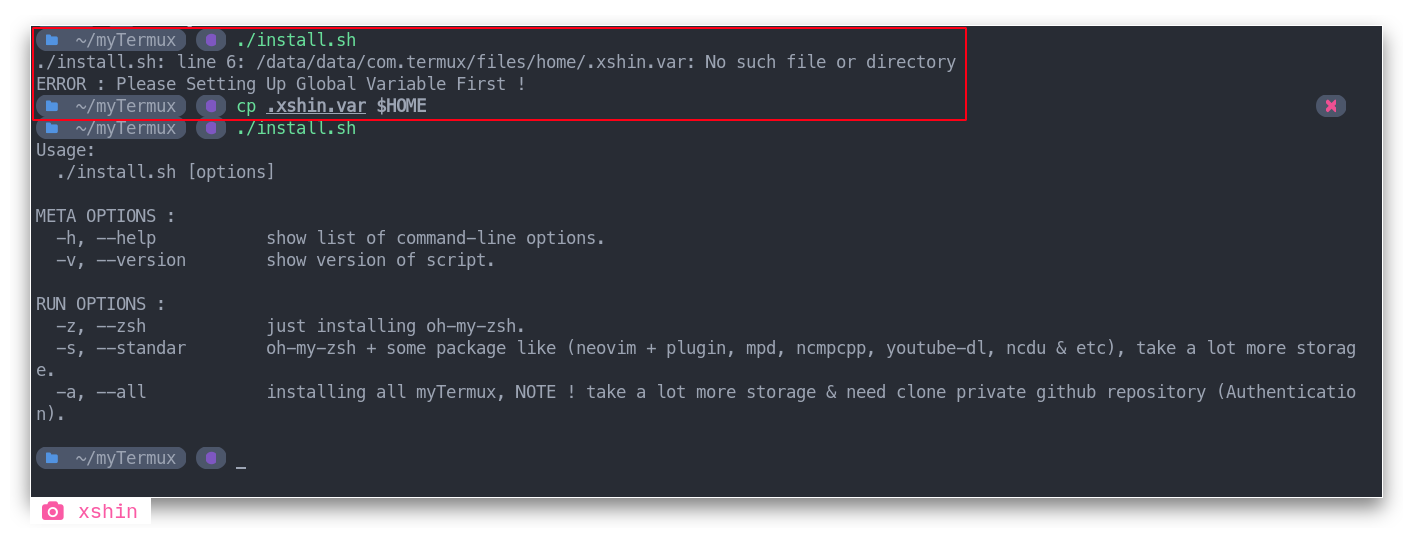 ~/myTermux ./install.sh
./install.sh: line 6: /data/data/com.termux/files/home/.xshin.var: No such file or directory
ERROR : Please Setting Up Global Variable First !
~/myTermux cp .xshin.var $HOME
~/myTermux ./install.sh
Usage:
  ./install.sh [options]
META OPTIONS :
  -h, --help           show list of command-line options.
  -v, --version        show version of script.
RUN OPTIONS :
  -z, --zsh            just installing oh-my-zsh.
  -s, --standar        oh-my-zsh + some package like (neovim + plugin, mpd, ncmpcpp, youtube-dl, ncdu & etc), take a lot more storag
e.
  -a, --all            installing all myTermux, NOTE ! take a lot more storage & need clone private github repository (Authenticatio
n).
~/myTermux _
xshin